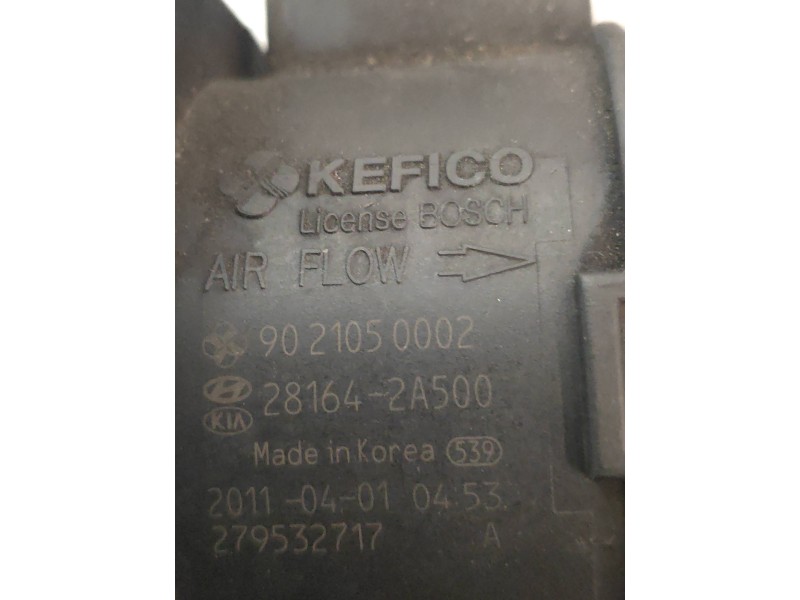 KEFICO
License BOSCH
AIR FLOW
90 2105 0002
28164-2A500
KIA
Made in Korea 539
2011-04-01 04 53
279532717 A